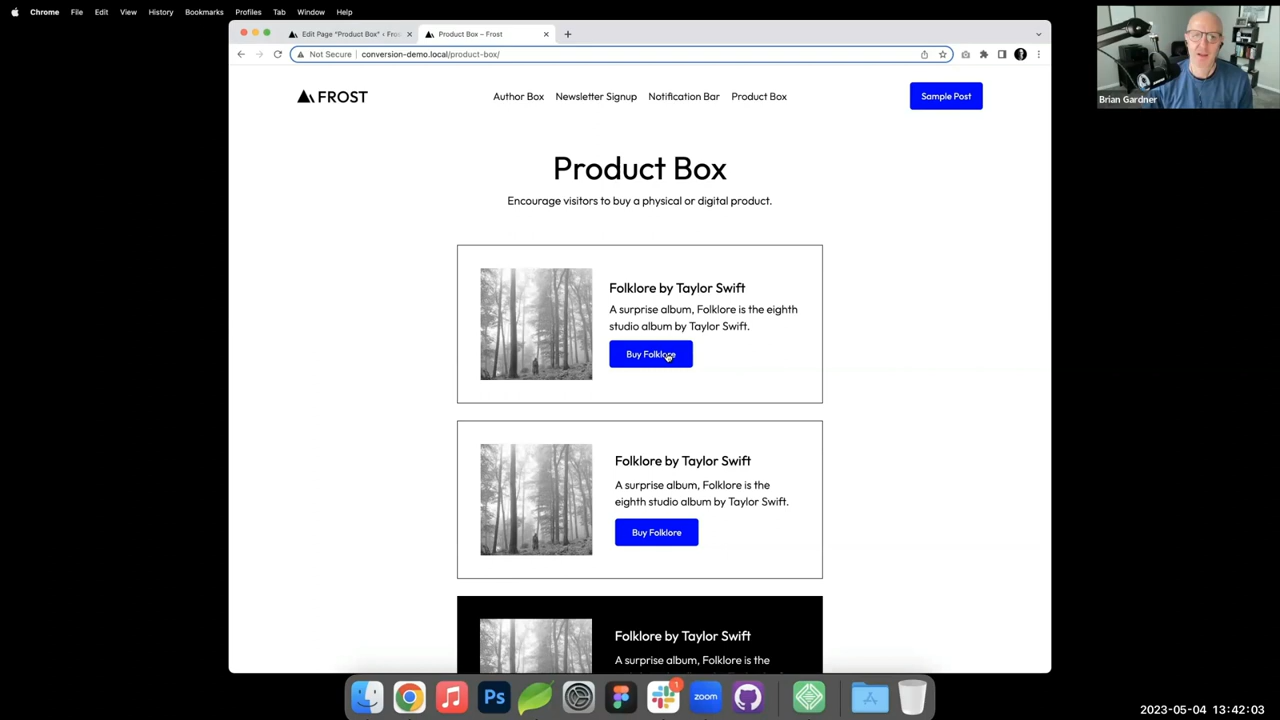 Chrome File Edit View History Bookmarks Profiles Tab Window Help
Edit Page "Product Box" ‹ Fro
Product Box – Frost
Not Secure conversion-demo.local/product-box/
Brian Gardner
FROST
Author Box Newsletter Signup Notification Bar Product Box
Sample Post
Product Box
Encourage visitors to buy a physical or digital product.
Folklore by Taylor Swift
A surprise album, Folklore is the eighth
studio album by Taylor Swift.
Buy Folklore
Folklore by Taylor Swift
A surprise album, Folklore is the
eighth studio album by Taylor Swift.
Buy Folklore
Folklore by Taylor Swift
A surprise album, Folklore is the
Ps
1
zoom
2023-05-04 13:42:03